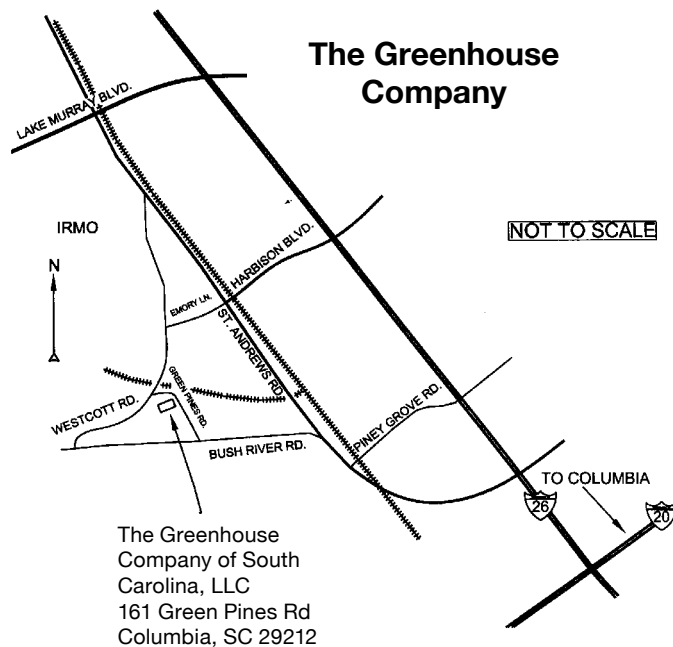 The Greenhouse
Company
LAKE MURRAY BLVD.
IRMO
NOT TO SCALE
HARBISON BLVD.
N
EMORY LN.
ST. ANDREWS RD.
GREEN PINES RD.
WESTCOTT RD.
PINEY GROVE RD.
BUSH RIVER RD.
TO COLUMBIA
26
20
The Greenhouse
Company of South
Carolina, LLC
161 Green Pines Rd
Columbia, SC 29212